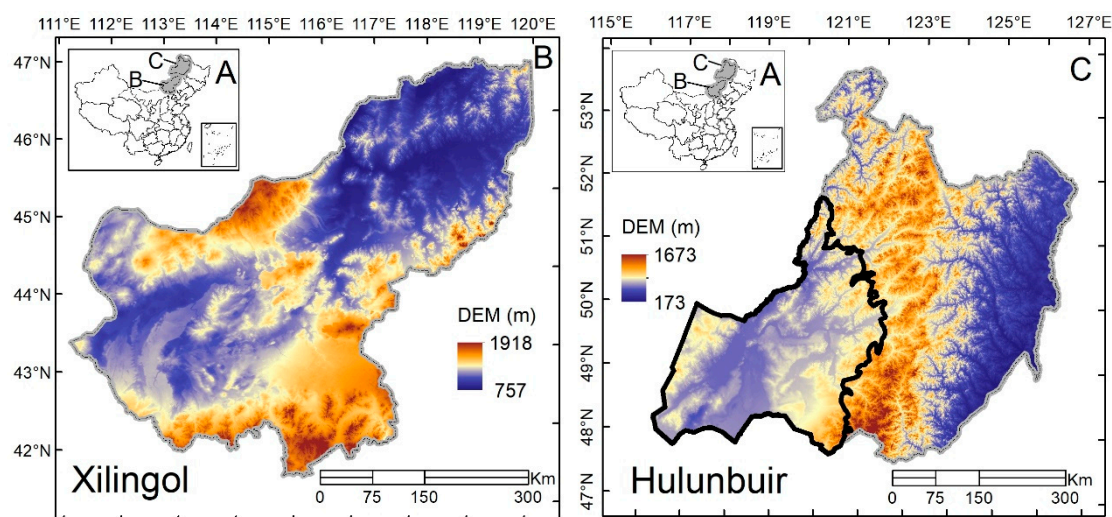 111°E 112°E 113°E 114°E 115°E 116°E 117°E 118°E 119°E 120°E
47°N
46°N
45°N
44°N
43°N
42°N
C
B
A
B
DEM (m)
1918
757
Xilingol
Km
0 75 150 300
115°E 117°E 119°E 121°E 123°E 125°E 127°E
53°N
52°N
51°N
50°N
49°N
48°N
47°N
C
B
A
C
DEM (m)
1673
173
Hulunbuir
Km
0 75 150 300